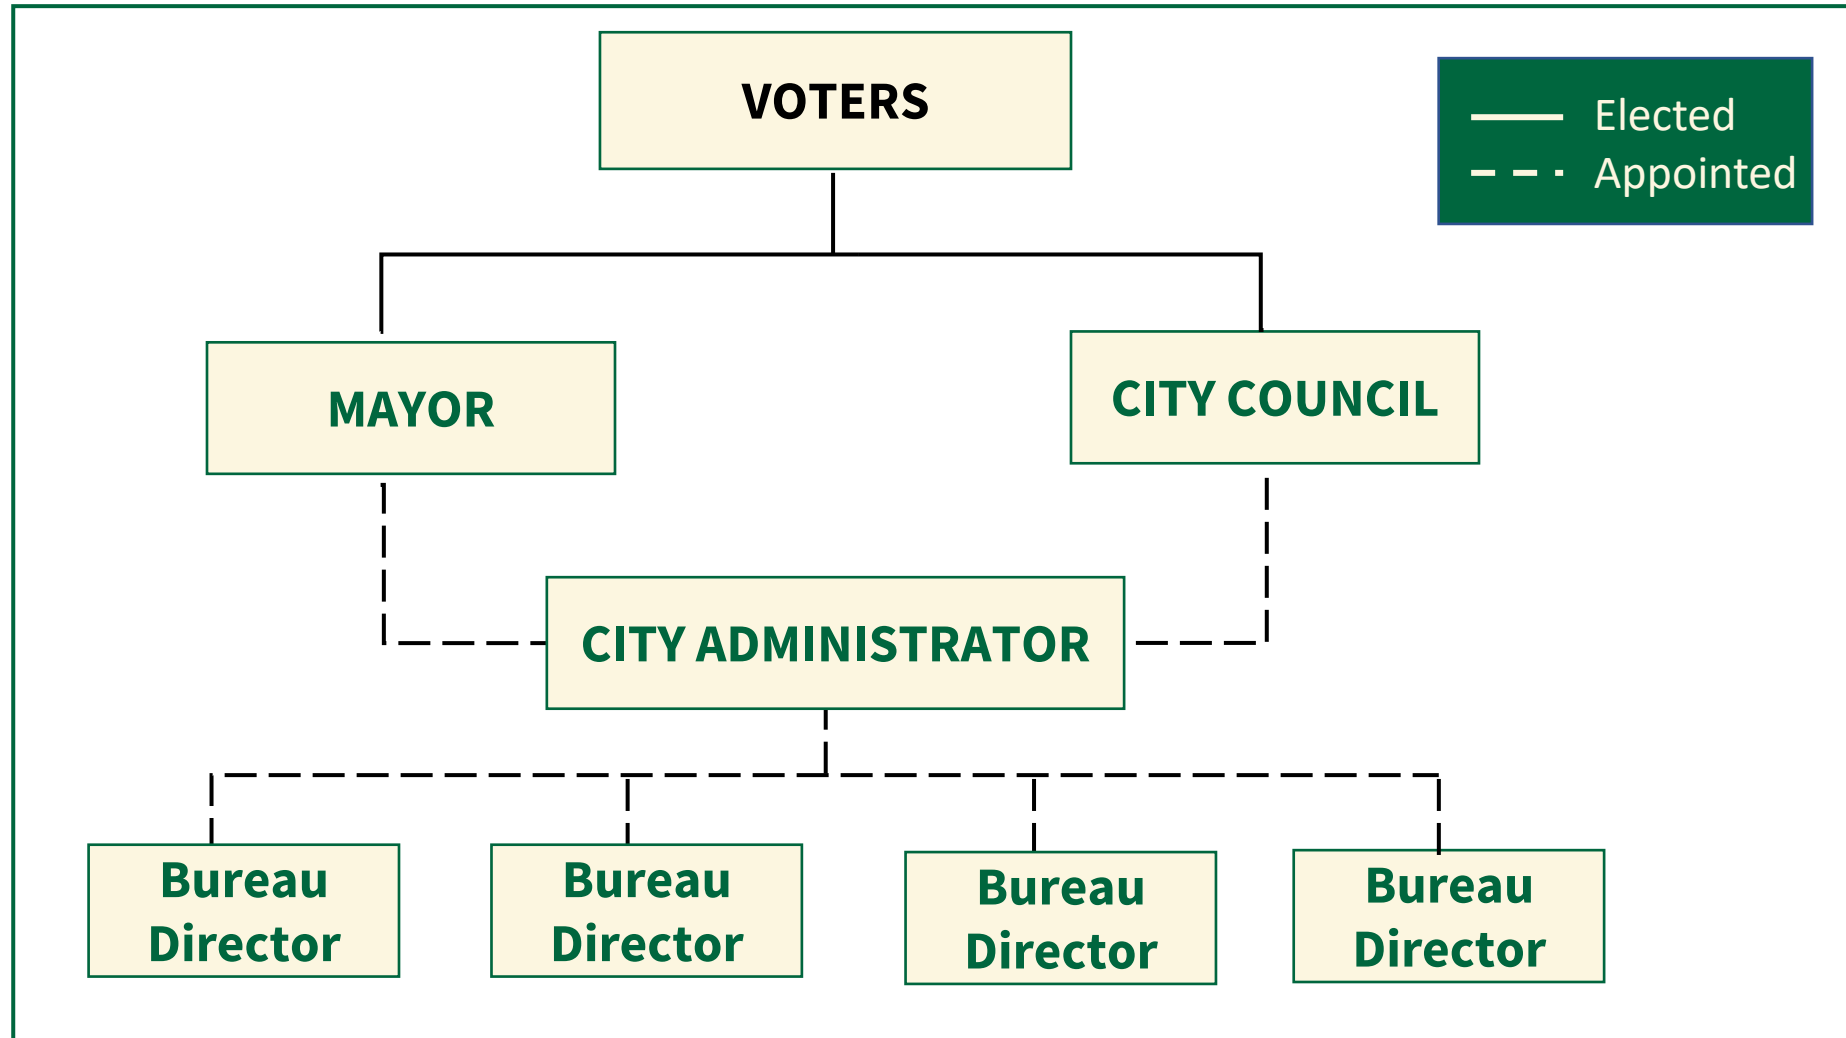 VOTERS
Elected
Appointed
MAYOR
CITY COUNCIL
CITY ADMINISTRATOR
Bureau
Director
Bureau
Director
Bureau
Director
Bureau
Director